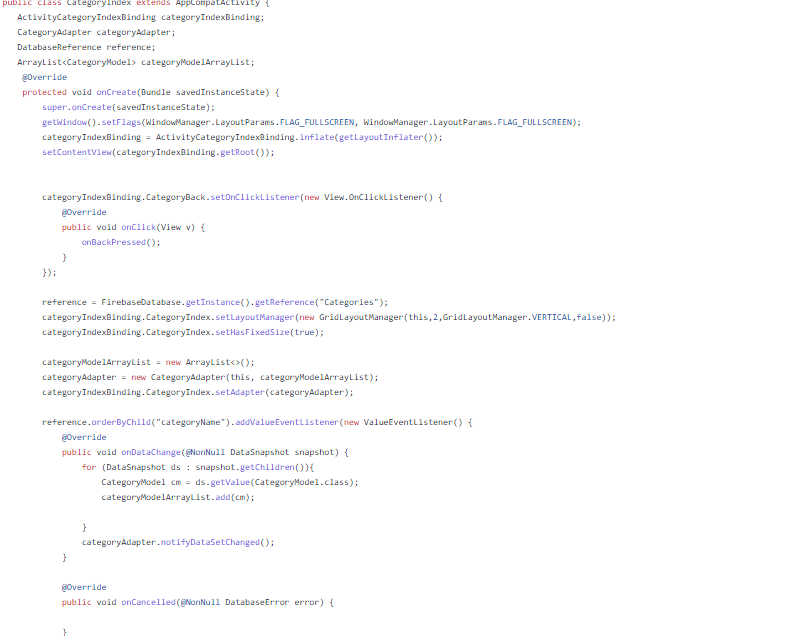 public class CategoryIndex extends AppCompatActivity {
ActivityCategoryIndexBinding categoryIndexBinding;
CategoryAdapter categoryAdapter;
DatabaseReference reference;
ArrayList<CategoryModel> categoryModelArrayList;
@Override
protected void onCreate(Bundle savedInstanceState) {
super.onCreate(savedInstanceState);
getWindow().setFlags(WindowManager.LayoutParams.FLAG_FULLSCREEN, WindowManager.LayoutParams.FLAG_FULLSCREEN);
categoryIndexBinding = ActivityCategoryIndexBinding.inflate(getLayoutInflater());
setContentView(categoryIndexBinding.getRoot());
categoryIndexBinding.CategoryBack.setOnClickListener(new View.OnClickListener() {
@Override
public void onClick(View v) {
onBackPressed();
}
});
reference = FirebaseDatabase.getInstance().getReference("Categories");
categoryIndexBinding.CategoryIndex.setLayoutManager(new GridLayoutManager(this,2,GridLayoutManager.VERTICAL,false));
categoryIndexBinding.CategoryIndex.setHasFixedSize(true);
categoryModelArrayList = new ArrayList<>();
categoryAdapter = new CategoryAdapter(this, categoryModelArrayList);
categoryIndexBinding.CategoryIndex.setAdapter(categoryAdapter);
reference.orderByChild("categoryName").addValueEventListener(new ValueEventListener() {
@Override
public void onDataChange(@NonNull DataSnapshot snapshot) {
for (DataSnapshot ds : snapshot.getChildren()){
CategoryModel cm = ds.getValue(CategoryModel.class);
categoryModelArrayList.add(cm);
}
categoryAdapter.notifyDataSetChanged();
}
@Override
public void onCancelled(@NonNull DatabaseError error) {
}